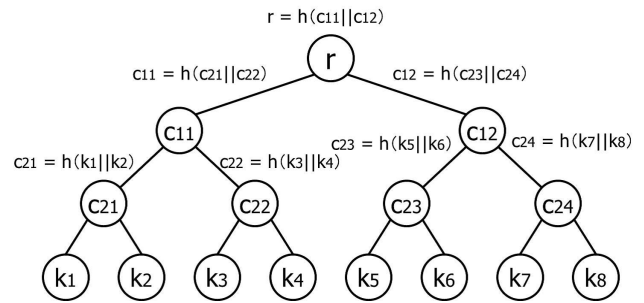 r = h(c11||c12)
r
c11 = h(c21||c22)
c12 = h(c23||c24)
c11
c12
c21 = h(k1||k2)
c22 = h(k3||k4)
c23 = h(k5||k6)
c24 = h(k7||k8)
c21
c22
c23
c24
k1
k2
k3
k4
k5
k6
k7
k8